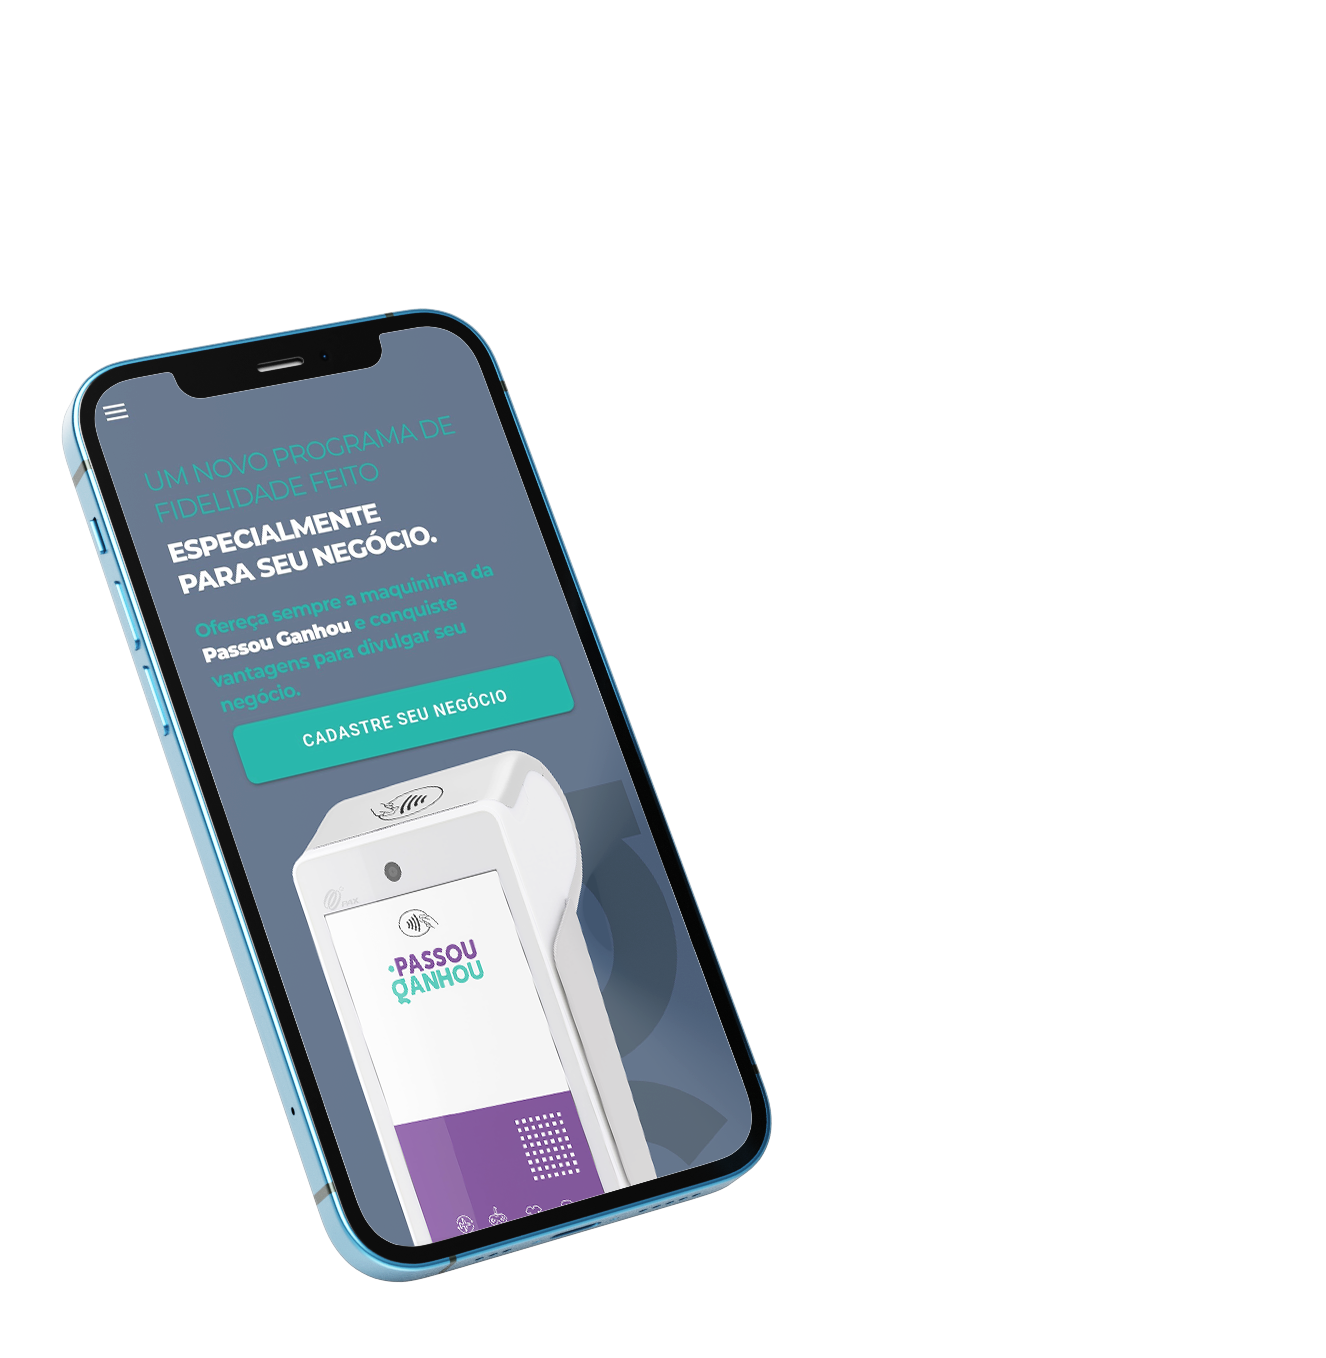 UM NOVO PROGRAMA DE
FIDELIDADE FEITO
ESPECIALMENTE
PARA SEU NEGÓCIO.
Ofereça sempre a maquininha da
Passou Ganhou e conquiste
vantagens para divulgar seu
negócio.
CADASTRE SEU NEGÓCIO
PASSOU
GANHOU